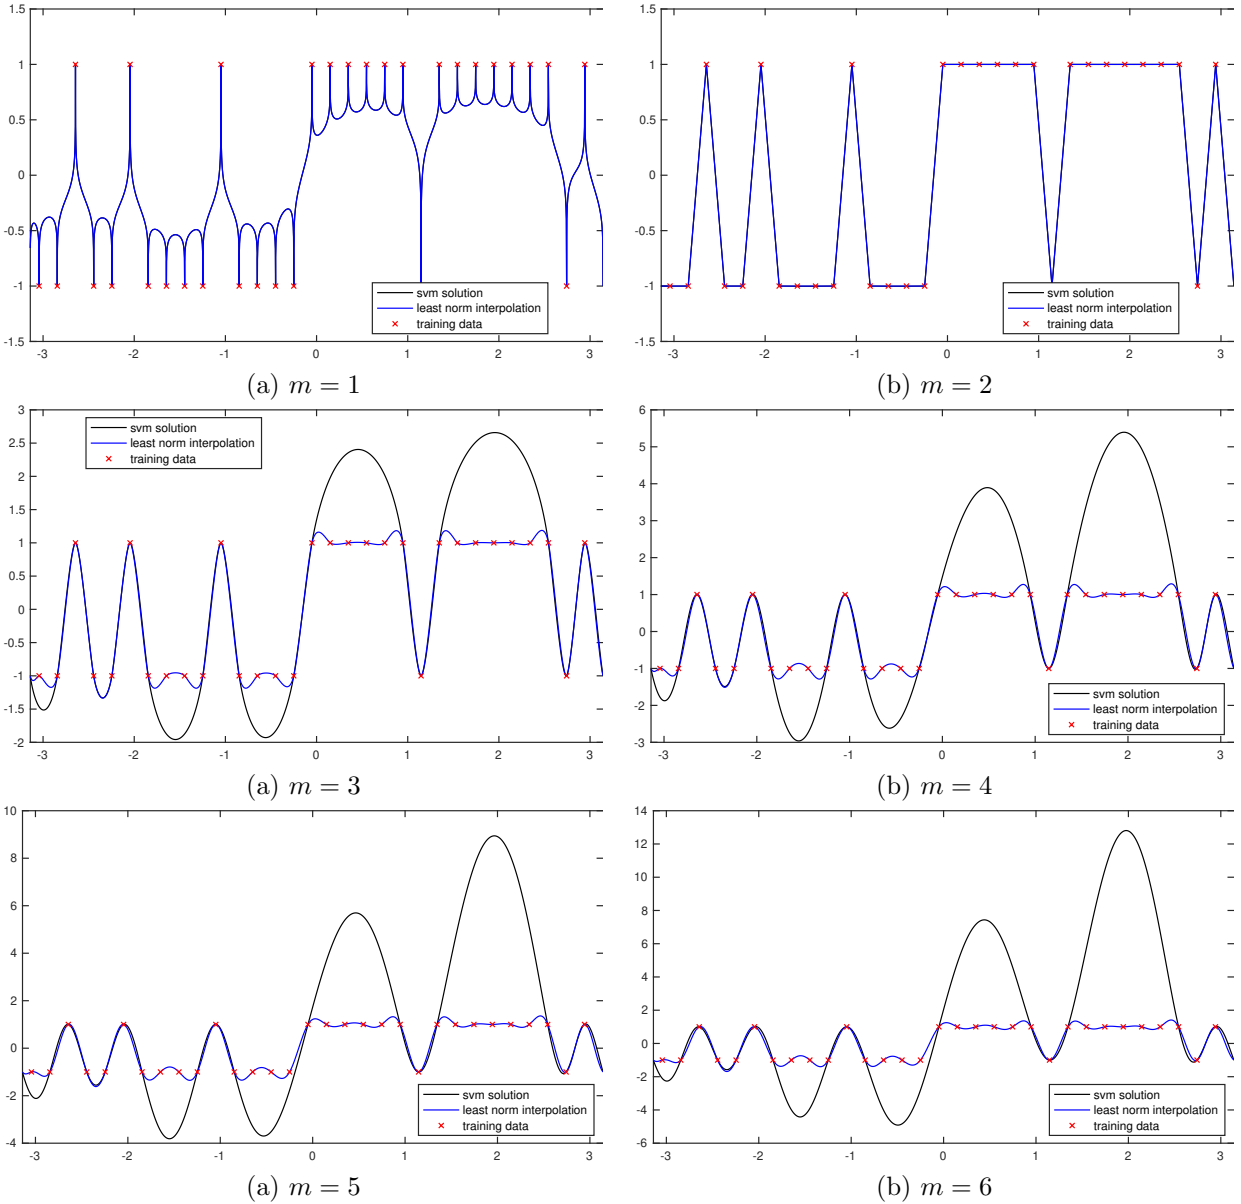 1.5
1
0.5
0
-0.5
-1
-1.5
-3 -2 -1 0 1 2 3
svm solution
least norm interpolation
training data
(a) m = 1
1.5
1
0.5
0
-0.5
-1
-1.5
-3 -2 -1 0 1 2 3
svm solution
least norm interpolation
training data
(b) m = 2
3
2.5
2
1.5
1
0.5
0
-0.5
-1
-1.5
-2
-3 -2 -1 0 1 2 3
svm solution
least norm interpolation
training data
(a) m = 3
6
5
4
3
2
1
0
-1
-2
-3
-3 -2 -1 0 1 2 3
svm solution
least norm interpolation
training data
(b) m = 4
10
8
6
4
2
0
-2
-4
-3 -2 -1 0 1 2 3
svm solution
least norm interpolation
training data
(a) m = 5
14
12
10
8
6
4
2
0
-2
-4
-6
-3 -2 -1 0 1 2 3
svm solution
least norm interpolation
training data
(b) m = 6